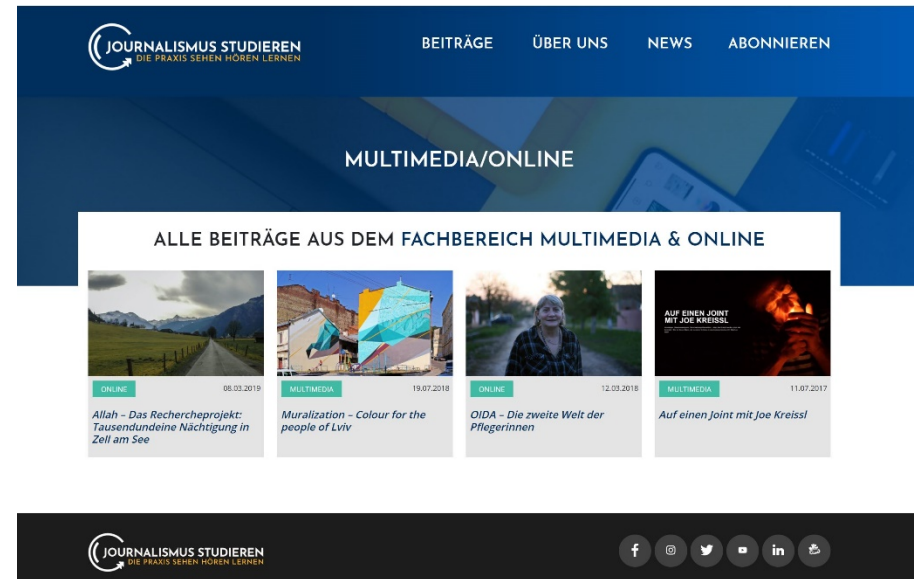 JOURNALISMUS STUDIEREN
DIE PRAXIS SEHEN HÖREN LERNEN
BEITRÄGE
ÜBER UNS
NEWS
ABONNIEREN
MULTIMEDIA/ONLINE
ALLE BEITRÄGE AUS DEM FACHBEREICH MULTIMEDIA & ONLINE
ONLINE
08.03.2019
Allah – Das Rechercheprojekt:
Tausendundeine Nächtigung in
Zell am See
MULTIMEDIA
19.07.2018
Muralization – Colour for the
people of Lviv
ONLINE
12.03.2018
OIDA – Die zweite Welt der
Pflegerinnen
AUF EINEN JOINT
MIT JOE KREISSL
MULTIMEDIA
11.07.2017
Auf einen Joint mit Joe Kreissl
JOURNALISMUS STUDIEREN
DIE PRAXIS SEHEN HÖREN LERNEN